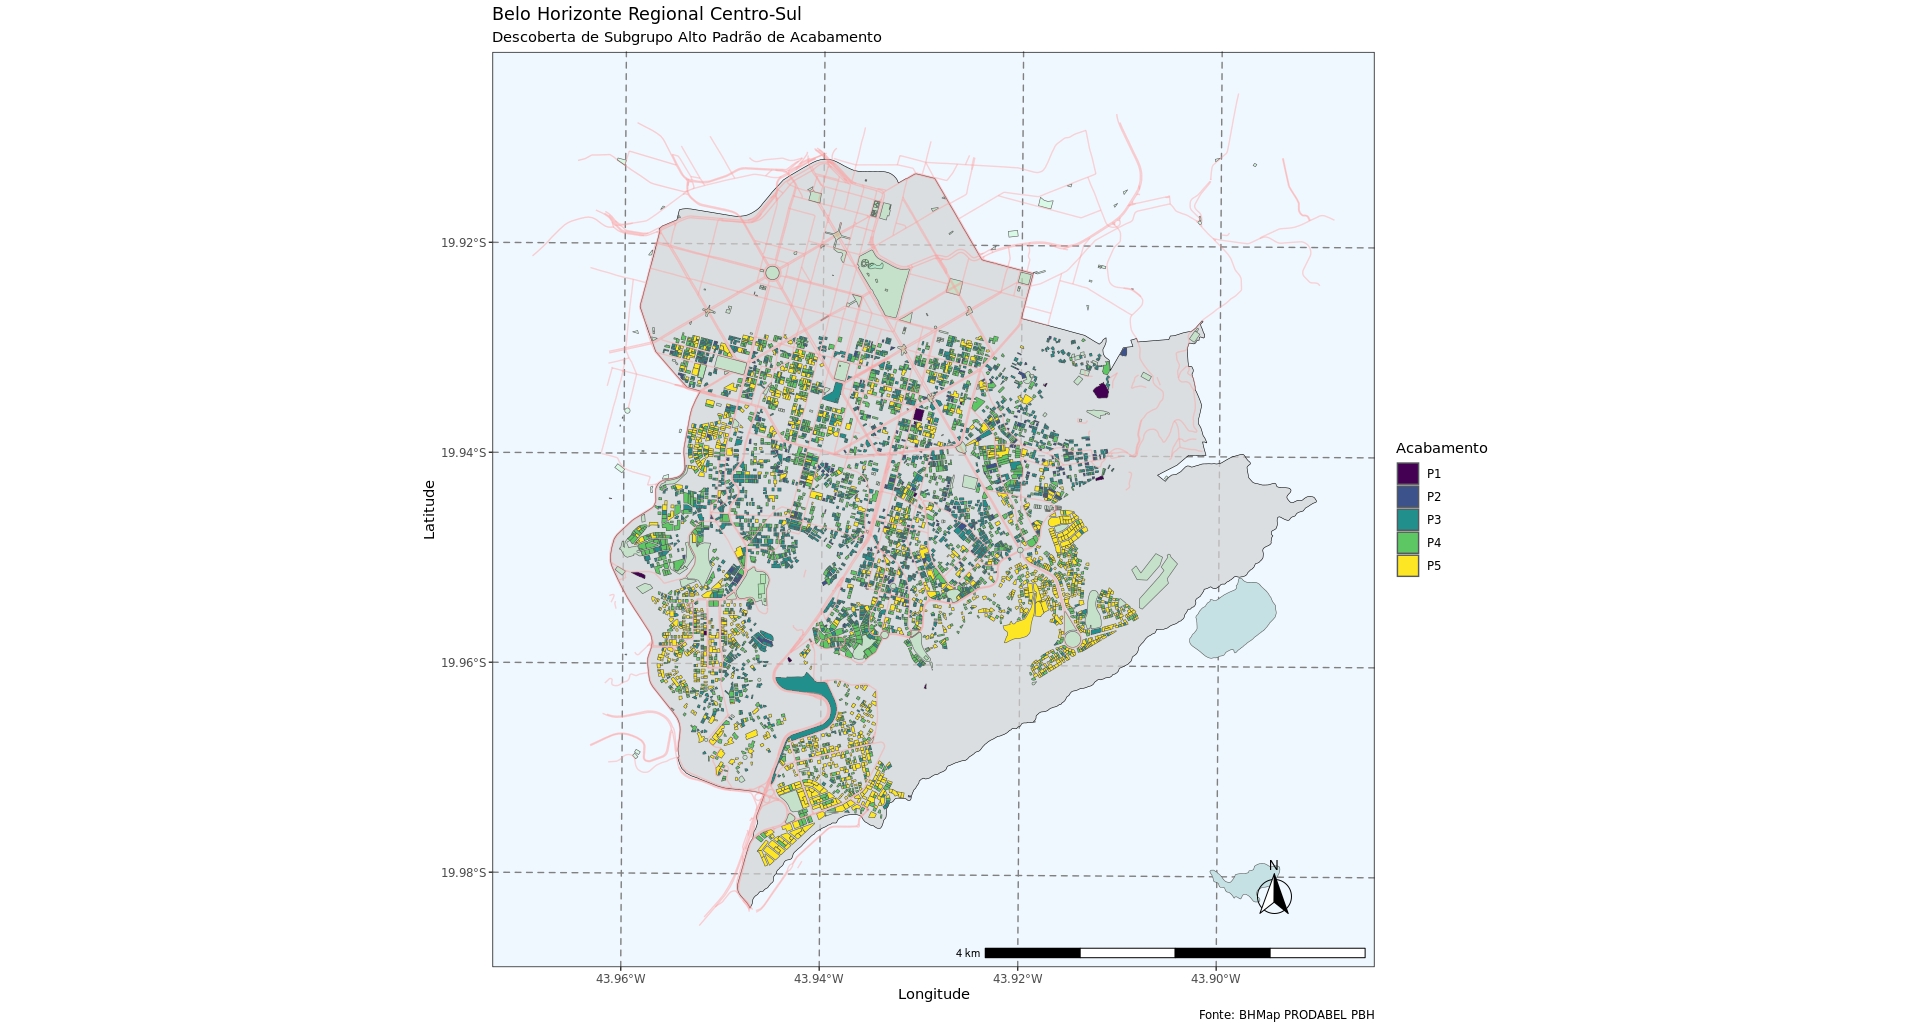 Belo Horizonte Regional Centro-Sul
Descoberta de Subgrupo Alto Padrão de Acabamento
19.92°S
19.94°S
19.96°S
19.98°S
Latitude
43.96°W
43.94°W
43.92°W
43.90°W
Longitude
N
4 km
Acabamento
P1
P2
P3
P4
P5
Fonte: BHMap PRODABEL PBH